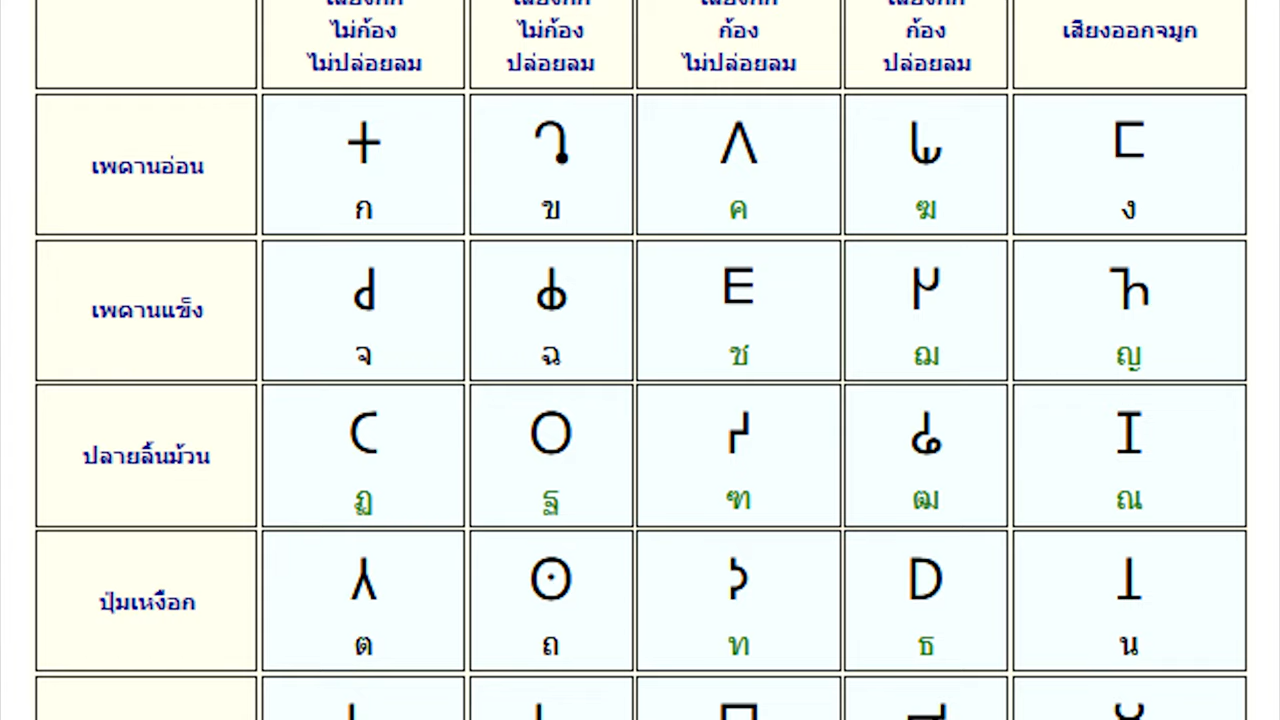 ไม่ก้อง ไม่ก้อง ก้อง ก้อง เสียงออกจมูก
ไม่ปล่อยลม ปล่อยลม ไม่ปล่อยลม ปล่อยลม
𑀓 𑀔 𑀕 𑀖 𑀗
เพดานอ่อน
ก ข ค ฆ ง
𑀘 𑀙 𑀚 𑀛 𑀜
เพดานแข็ง
จ ฉ ช ฌ ญ
𑀝 𑀞 𑀟 𑀠 𑀡
ปลายลิ้นม้วน
ฏ ฐ ฑ ฒ ณ
𑀢 𑀣 𑀤 𑀥 𑀦
ปุ่มเหงือก
ต ถ ท ธ น